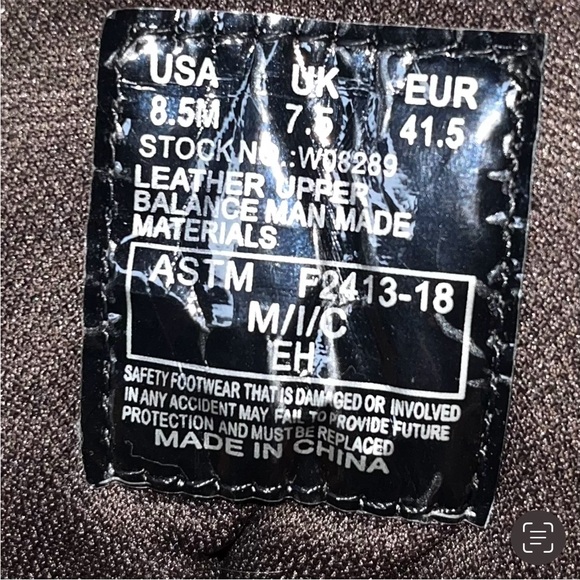 USA UK EUR
8.5M 7.5 41.5
STOCK NO.:W08289
LEATHER UPPER
BALANCE MAN MADE
MATERIALS
ASTM F2413-18
M/I/C
EH
SAFETY FOOTWEAR THAT IS DAMAGED OR INVOLVED
IN ANY ACCIDENT MAY FAIL TO PROVIDE FUTURE
PROTECTION AND MUST BE REPLACED
MADE IN CHINA